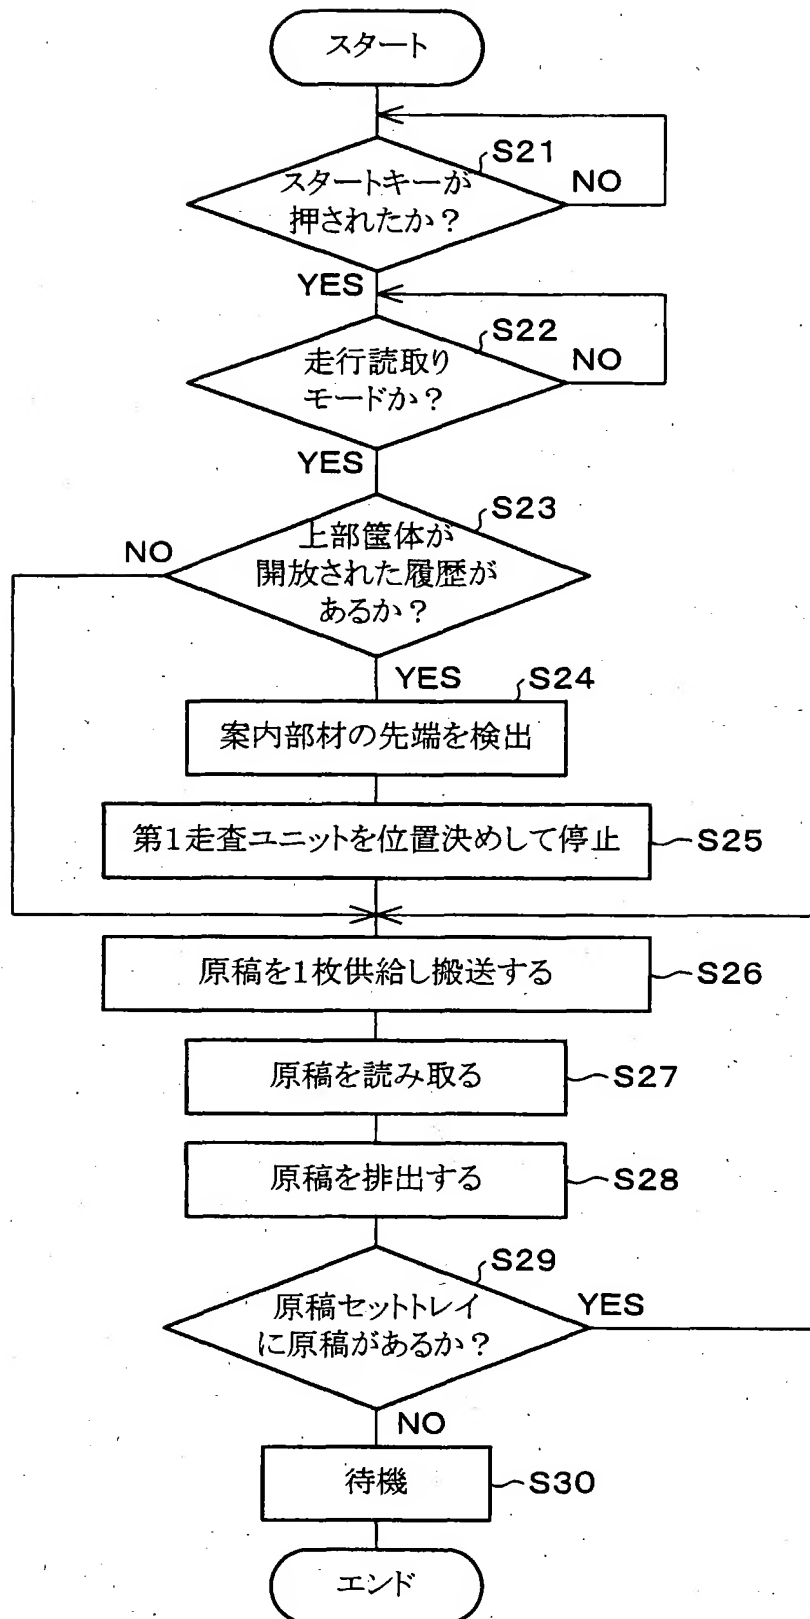 スタート
S21
スタートキーが
押されたか？
NO
YES
S22
走行読取り
モードか？
NO
YES
S23
上部筐体が
開放された履歴が
あるか？
NO
YES
S24
案内部材の先端を検出
第1走査ユニットを位置決めして停止
S25
原稿を1枚供給し搬送する
S26
原稿を読み取る
S27
原稿を排出する
S28
S29
原稿セットトレイ
に原稿があるか？
YES
NO
待機
S30
エンド